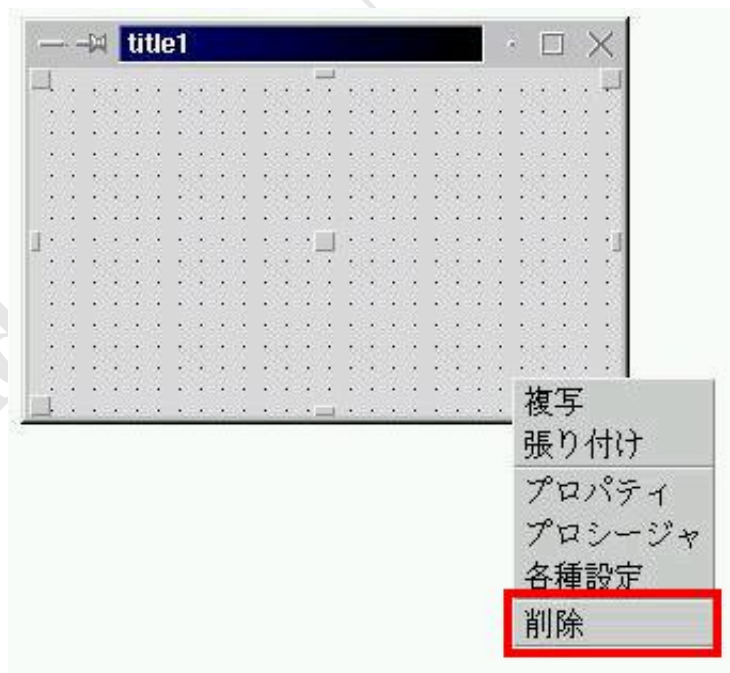 title1
複写
張り付け
プロパティ
プロシージャ
各種設定
削除